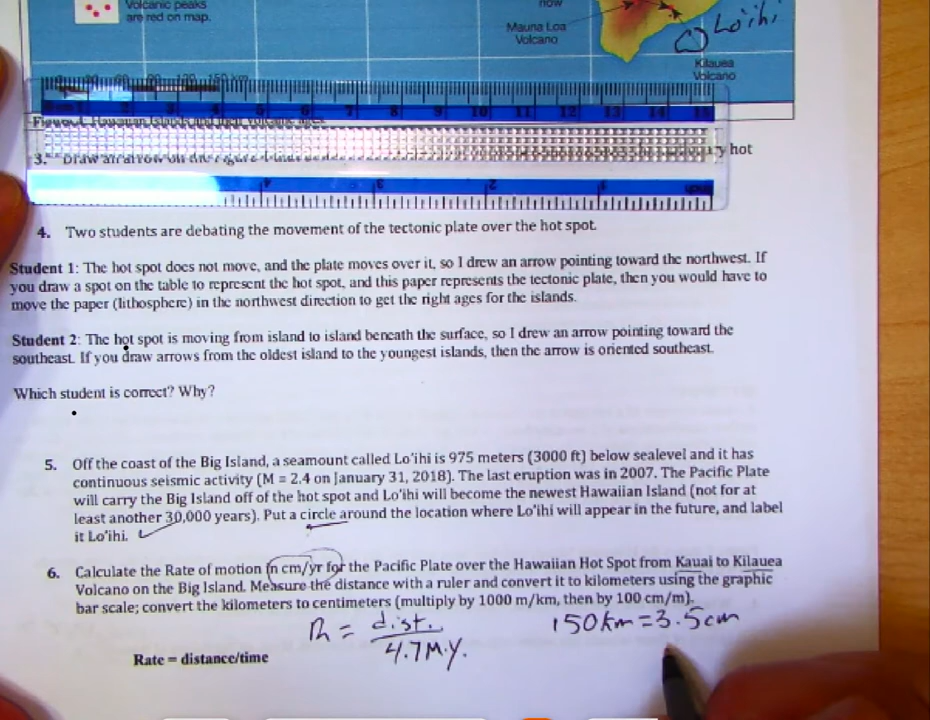 Volcanic peaks
are red on map.
now
Mauna Loa
Volcano
Lo'ihi
Kilauea
Volcano
Figure Hawaiian Islands and their volcanic ages
3. Draw an arrow on
hot
4. Two students are debating the movement of the tectonic plate over the hot spot.
Student 1: The hot spot does not move, and the plate moves over it, so I drew an arrow pointing toward the northwest. If
you draw a spot on the table to represent the hot spot, and this paper represents the tectonic plate, then you would have to
move the paper (lithosphere) in the northwest direction to get the right ages for the islands.
Student 2: The hot spot is moving from island to island beneath the surface, so I drew an arrow pointing toward the
southeast. If you draw arrows from the oldest island to the youngest islands, then the arrow is oriented southeast.
Which student is correct? Why?
5. Off the coast of the Big Island, a seamount called Lo'ihi is 975 meters (3000 ft) below sealevel and it has
continuous seismic activity (M = 2.4 on January 31, 2018). The last eruption was in 2007. The Pacific Plate
will carry the Big Island off of the hot spot and Lo'ihi will become the newest Hawaiian Island (not for at
least another 30,000 years). Put a circle around the location where Lo'ihi will appear in the future, and label
it Lo'ihi.
6. Calculate the Rate of motion in cm/yr for the Pacific Plate over the Hawaiian Hot Spot from Kauai to Kilauea
Volcano on the Big Island. Measure the distance with a ruler and convert it to kilometers using the graphic
bar scale; convert the kilometers to centimeters (multiply by 1000 m/km, then by 100 cm/m).
R = dist. / 4.7 M.Y.
150km = 3.5cm
Rate = distance/time